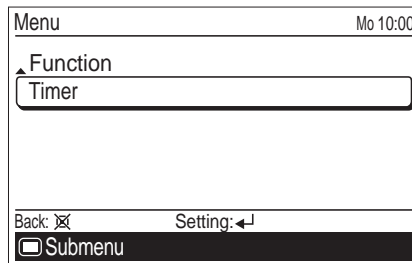 Menu Mo 10:00
Function
Timer
Back: Setting:
Submenu